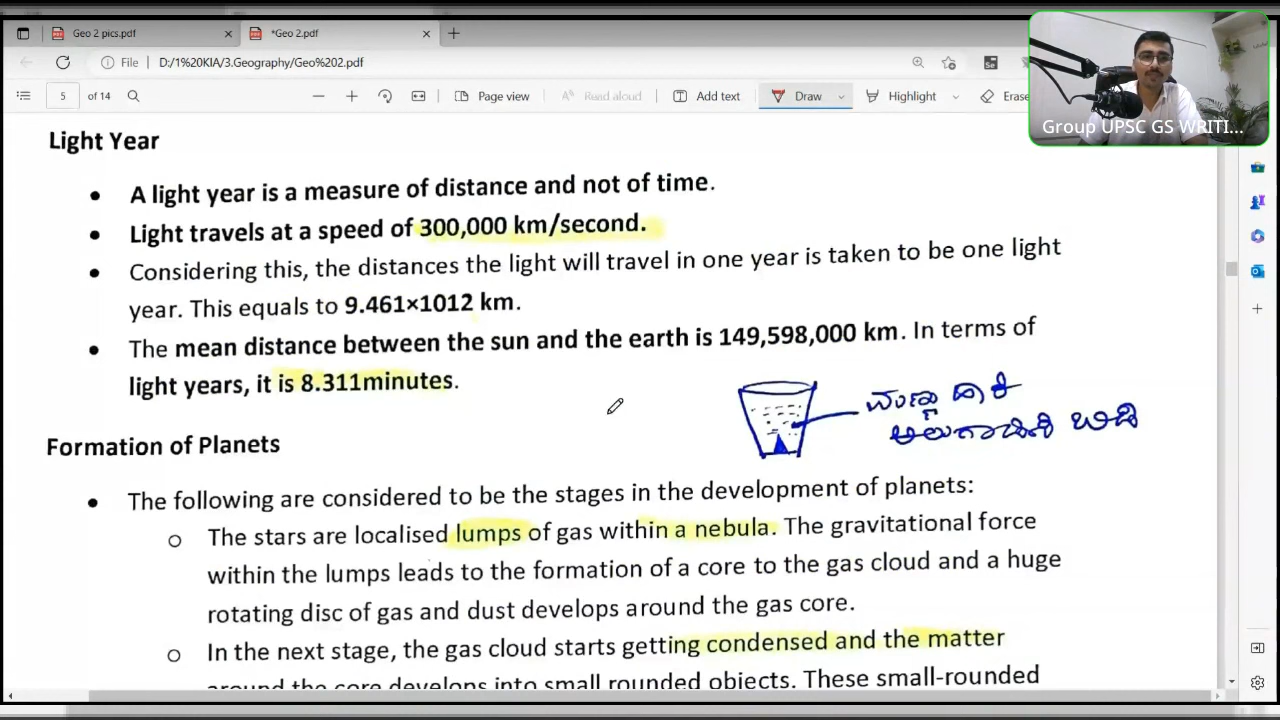 Geo 2 pics.pdf
*Geo 2.pdf
File D:/1%20KIA/3.Geography/Geo%202.pdf
5 of 14
Page view
Read aloud
Add text
Draw
Highlight
Erase
Group UPSC GS WRITI...
Light Year
• A light year is a measure of distance and not of time.
• Light travels at a speed of 300,000 km/second.
• Considering this, the distances the light will travel in one year is taken to be one light
year. This equals to 9.461×1012 km.
• The mean distance between the sun and the earth is 149,598,000 km. In terms of
light years, it is 8.311minutes.
ಮಣ್ಣು ಹಾಕಿ
ಬಿಡಿ
Formation of Planets
• The following are considered to be the stages in the development of planets:
o The stars are localised lumps of gas within a nebula. The gravitational force
within the lumps leads to the formation of a core to the gas cloud and a huge
rotating disc of gas and dust develops around the gas core.
o In the next stage, the gas cloud starts getting condensed and the matter
around the core develops into small rounded objects. These small-rounded